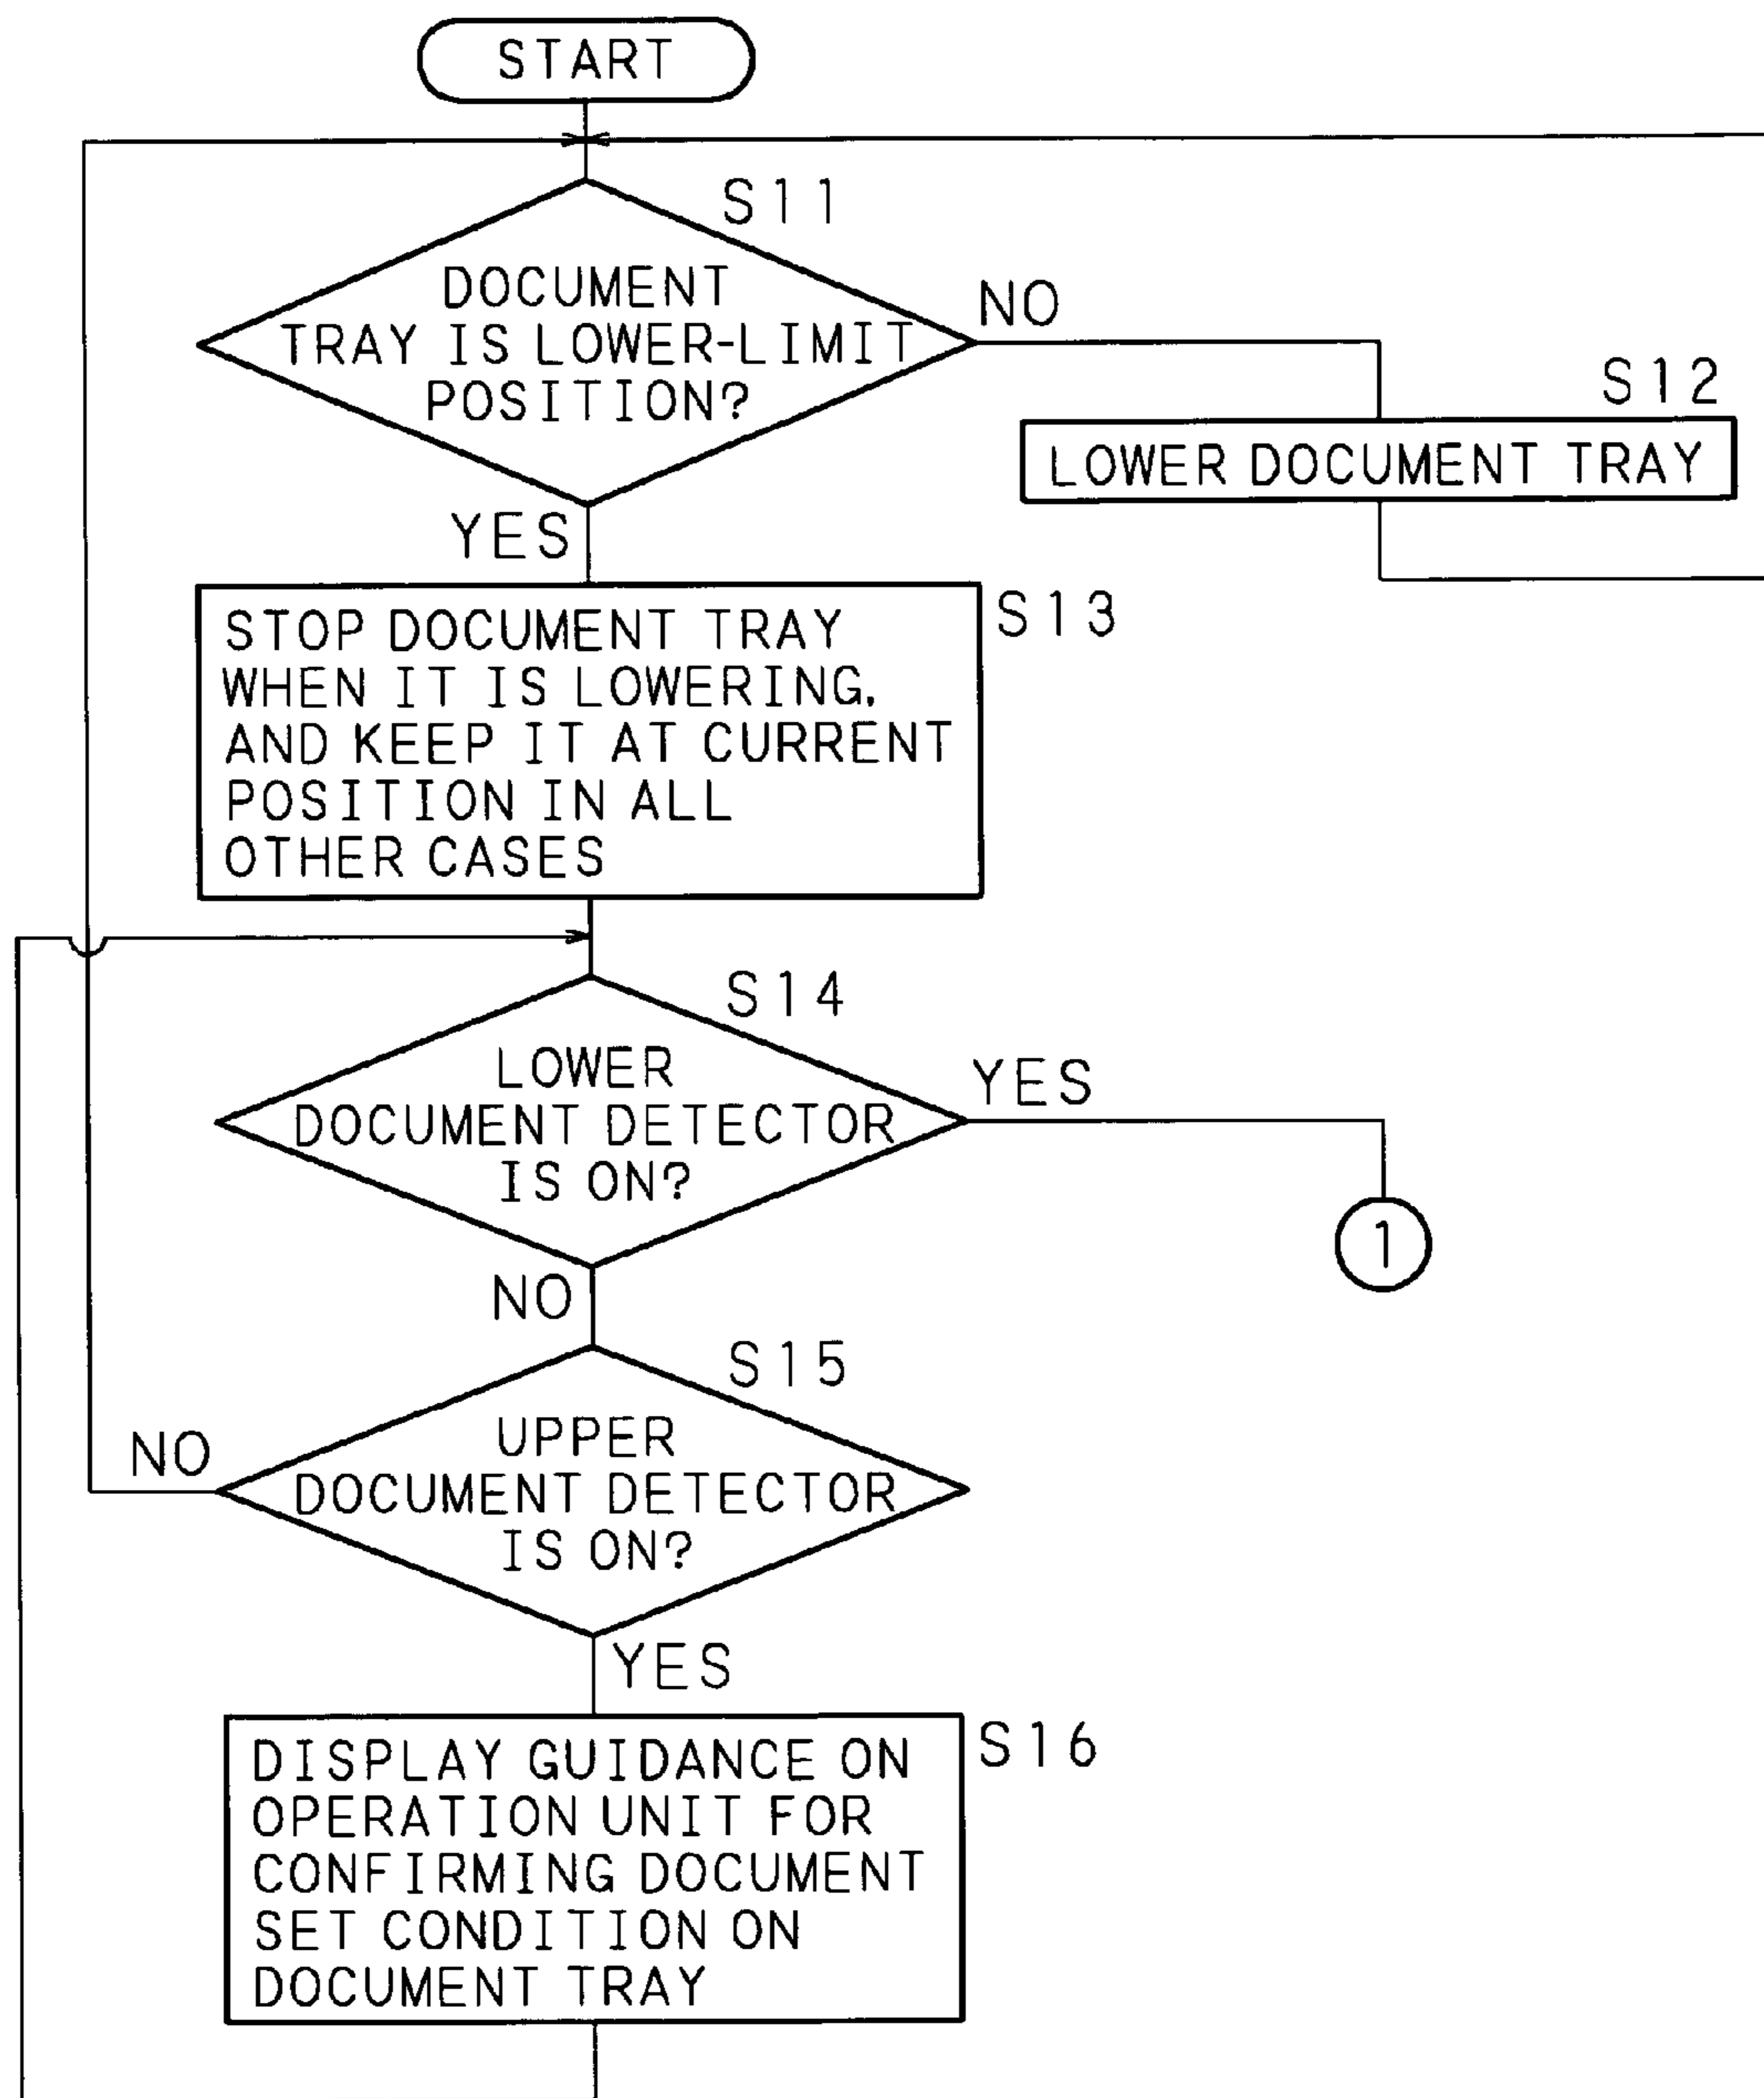 START
S11
DOCUMENT
TRAY IS LOWER-LIMIT
POSITION?
NO
S12
LOWER DOCUMENT TRAY
YES
S13
STOP DOCUMENT TRAY
WHEN IT IS LOWERING,
AND KEEP IT AT CURRENT
POSITION IN ALL
OTHER CASES
S14
LOWER
DOCUMENT DETECTOR
IS ON?
YES
1
NO
S15
UPPER
DOCUMENT DETECTOR
IS ON?
NO
YES
S16
DISPLAY GUIDANCE ON
OPERATION UNIT FOR
CONFIRMING DOCUMENT
SET CONDITION ON
DOCUMENT TRAY